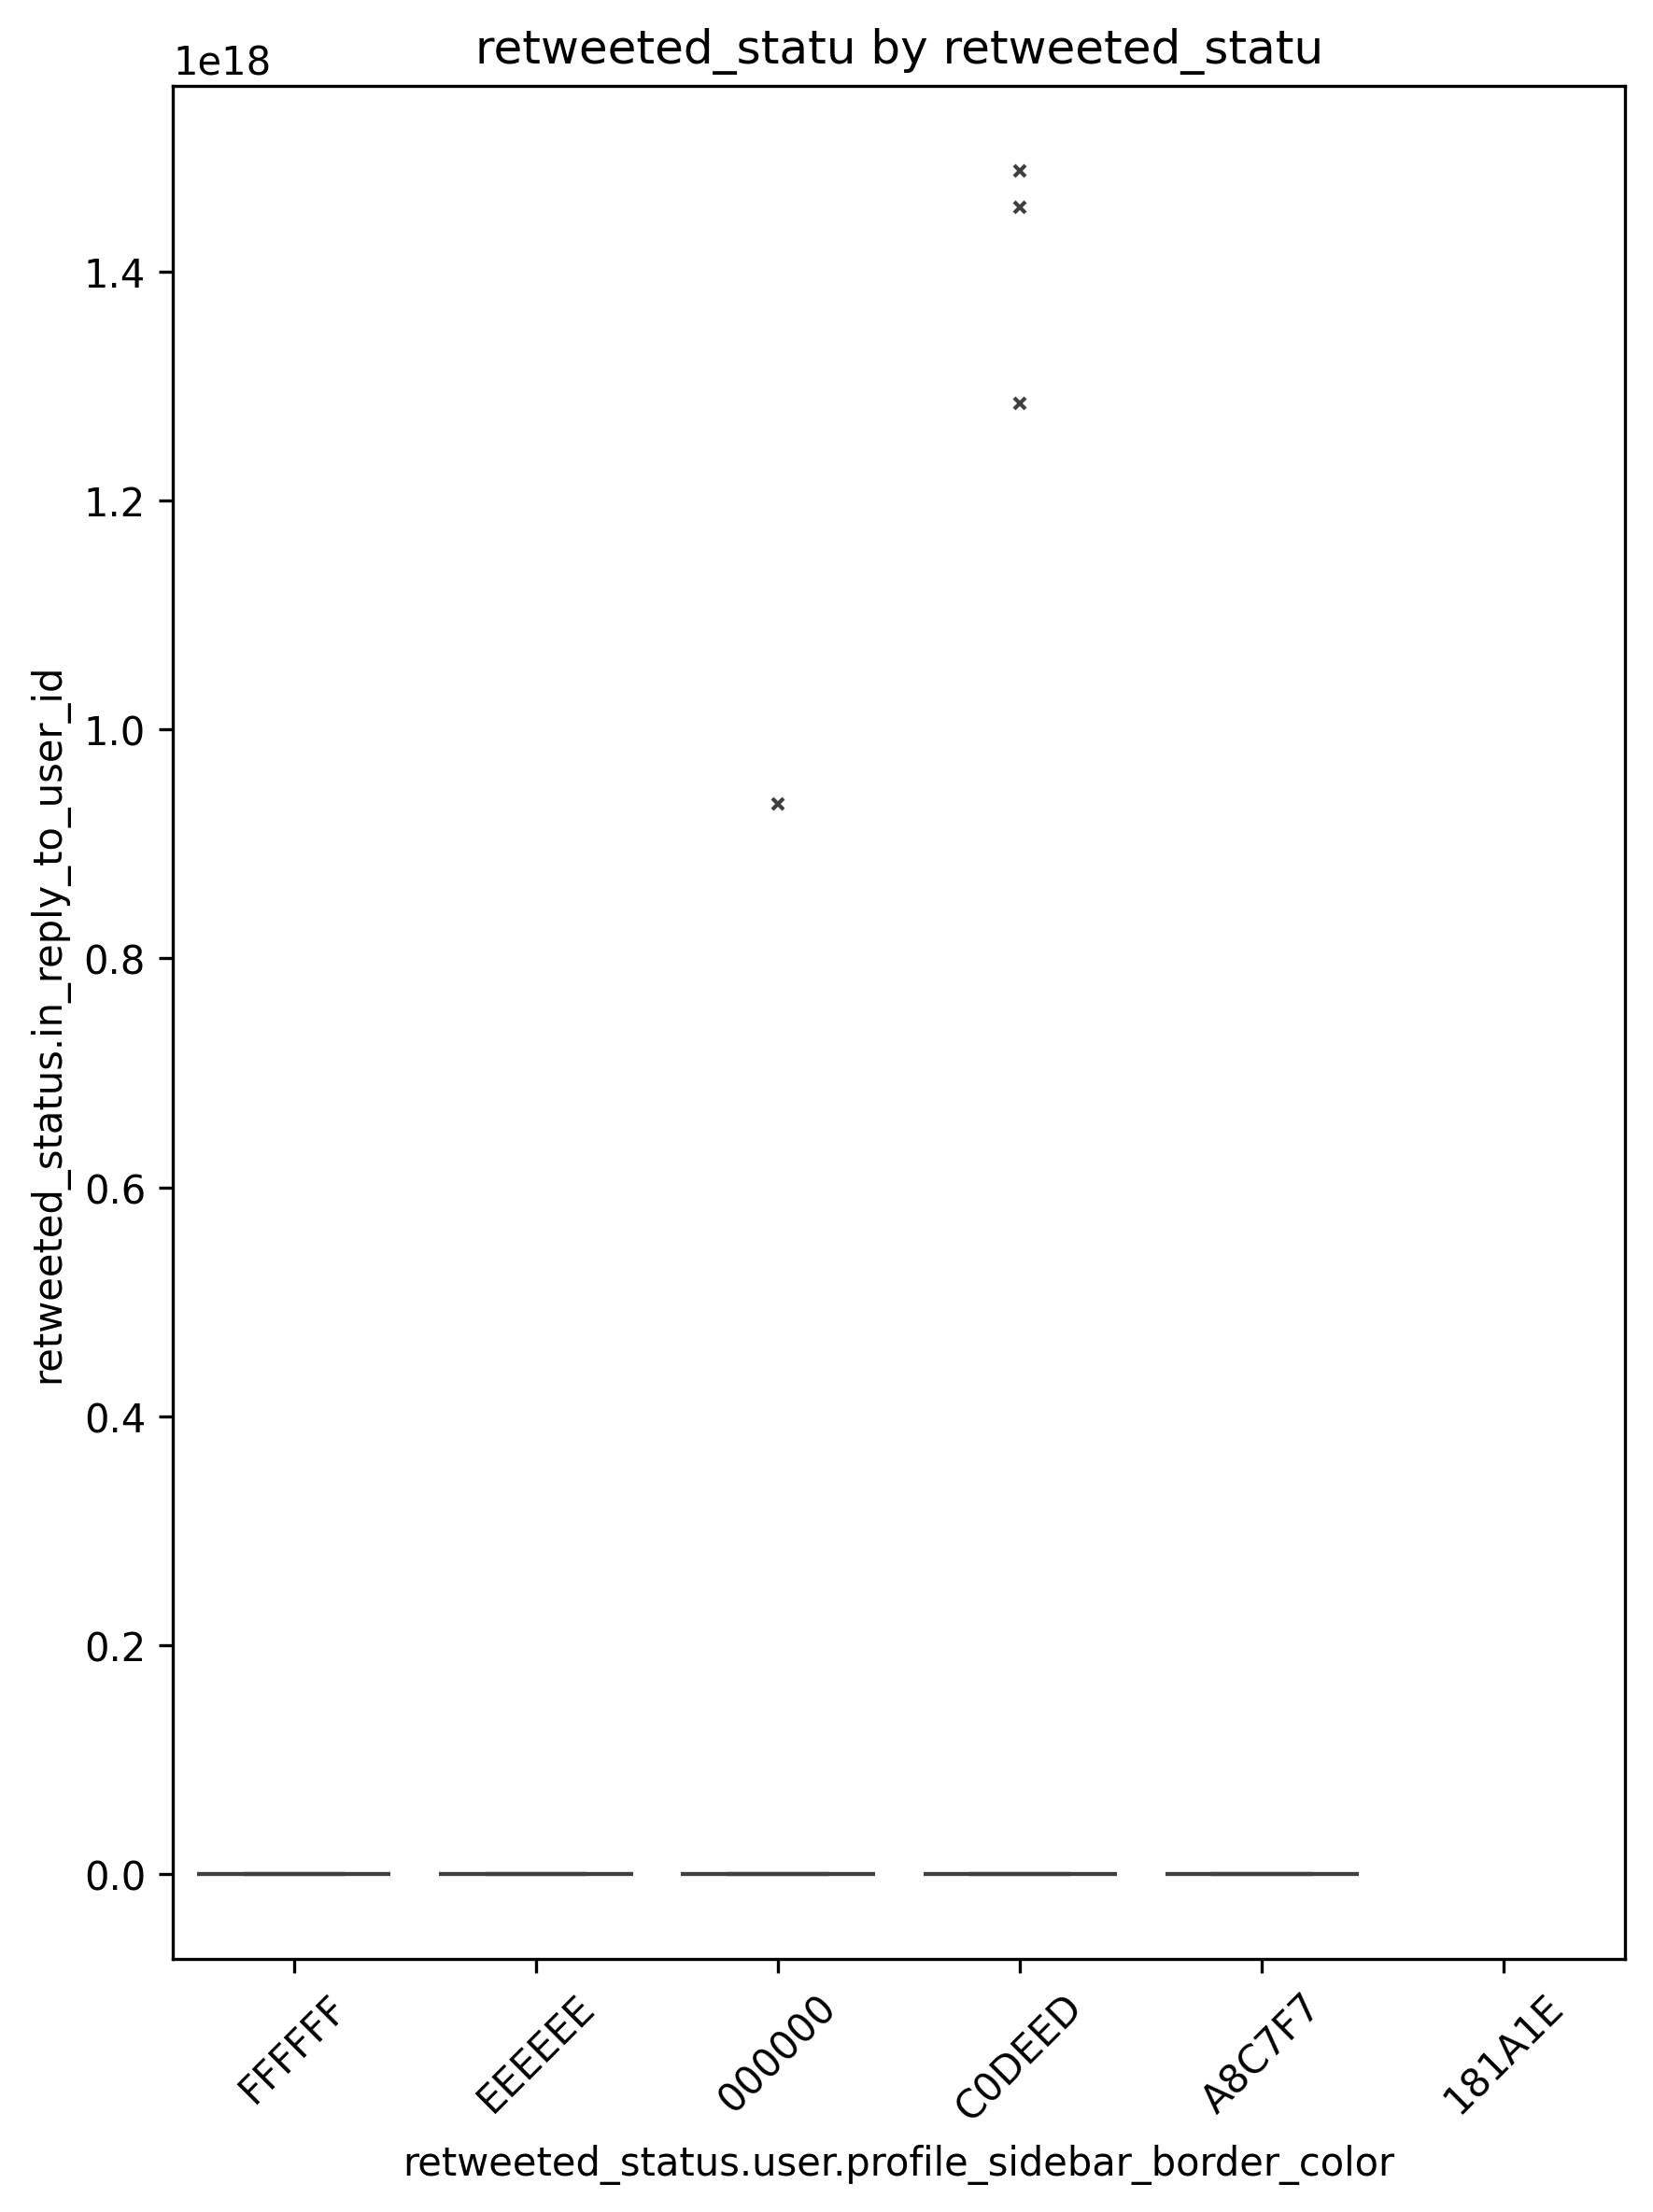 retweeted_statu by retweeted_statu
1e18
1.4
1.2
1.0
0.8
0.6
0.4
0.2
0.0
retweeted_status.in_reply_to_user_id
FFFFFF
EEEEEE
000000
C0DEED
A8C7F7
181A1E
retweeted_status.user.profile_sidebar_border_color